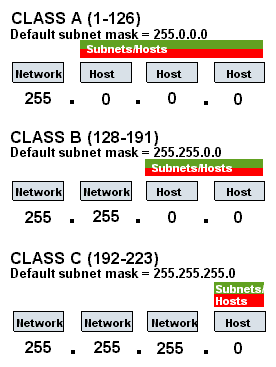 CLASS A (1-126)
Default subnet mask = 255.0.0.0
Subnets/Hosts
Network Host Host Host
255 . 0 . 0 . 0
CLASS B (128-191)
Default subnet mask = 255.255.0.0
Subnets/Hosts
Network Network Host Host
255 . 255 . 0 . 0
CLASS C (192-223)
Default subnet mask = 255.255.255.0
Subnets/
Hosts
Network Network Network Host
255 . 255 . 255 . 0